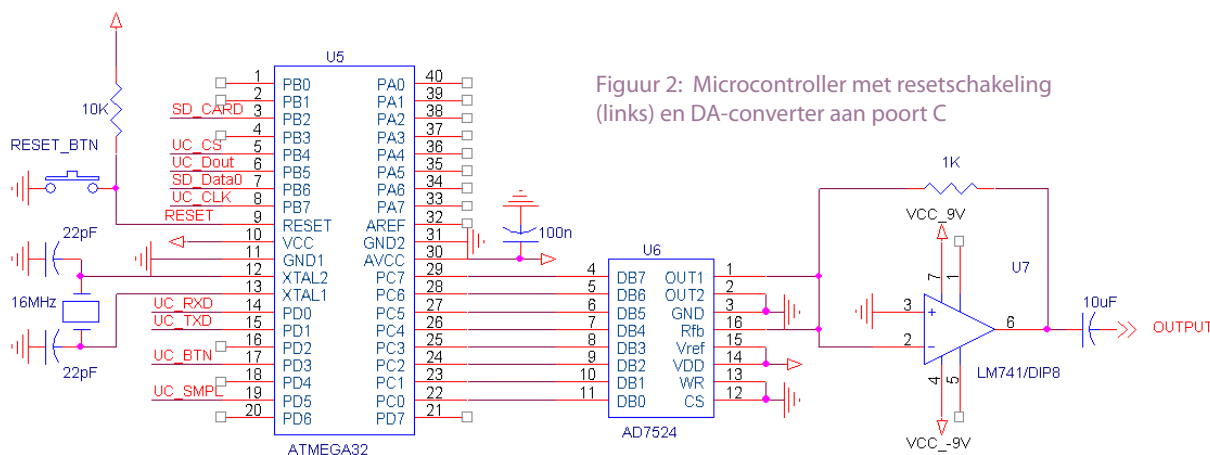 Figuur 2: Microcontroller met resetschakeling
(links) en DA-converter aan poort C
10K
RESET_BTN
22pF
16MHz
22pF
SD_CARD
UC_CS
UC_Dout
SD_Data0
UC_CLK
RESET
UC_RXD
UC_TXD
UC_BTN
UC_SMPL
U5
1 PB0 PA0 40
2 PB1 PA1 39
3 PB2 PA2 38
4 PB3 PA3 37
5 PB4 PA4 36
6 PB5 PA5 35
7 PB6 PA6 34
8 PB7 PA7 33
9 RESET AREF 32
10 VCC GND2 31
11 GND1 AVCC 30
12 XTAL2 PC7 29
13 XTAL1 PC6 28
14 PD0 PC5 27
15 PD1 PC4 26
16 PD2 PC3 25
17 PD3 PC2 24
18 PD4 PC1 23
19 PD5 PC0 22
20 PD6 PD7 21
ATMEGA32
100n
U6
4 DB7 OUT1 1
5 DB6 OUT2 2
6 DB5 GND 3
7 DB4 Rfb 16
8 DB3 Vref 15
9 DB2 VDD 14
10 DB1 WR 13
11 DB0 CS 12
AD7524
1K
VCC_9V
7
1
U7
3 +
2 -
6
4
5
LM741/DIP8
VCC_-9V
10uF
OUTPUT